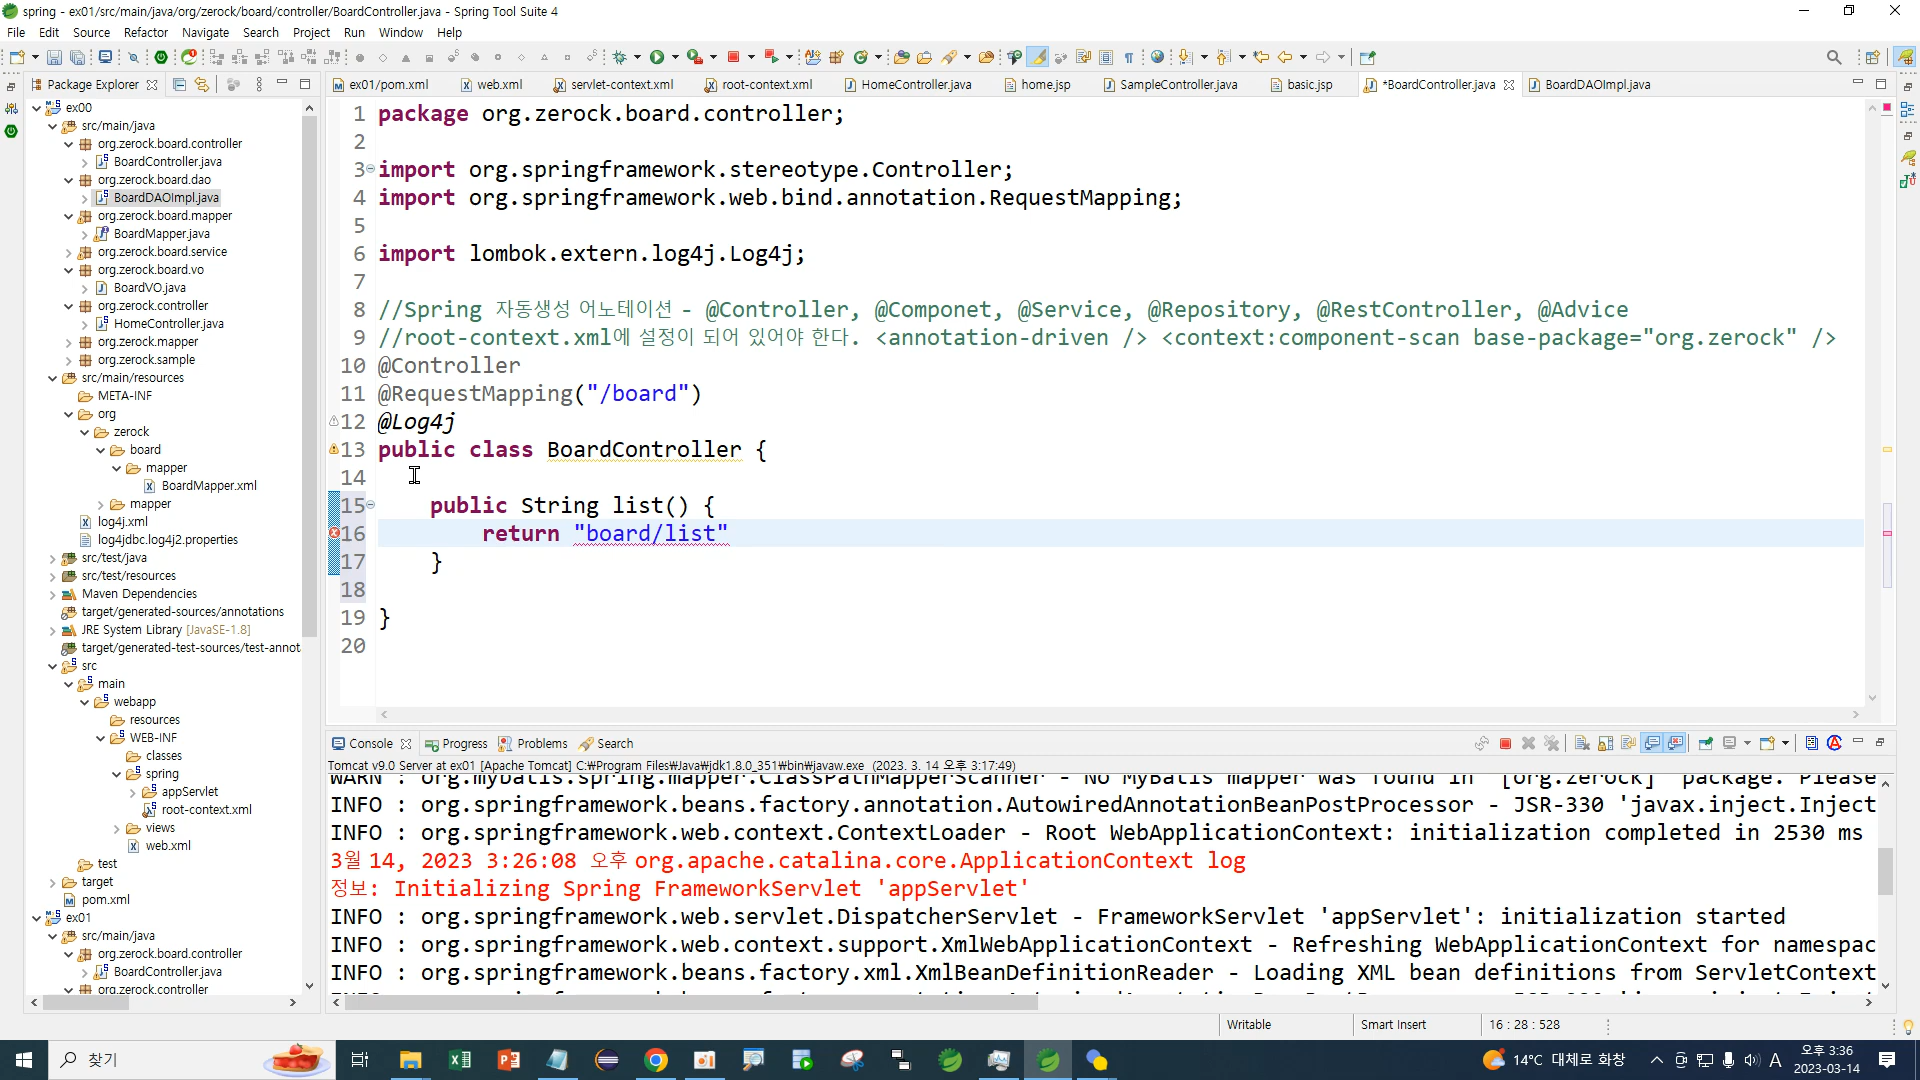 spring - ex01/src/main/java/org/zerock/board/controller/BoardController.java - Spring Tool Suite 4
File Edit Source Refactor Navigate Search Project Run Window Help
Package Explorer
ex01/pom.xml web.xml servlet-context.xml root-context.xml HomeController.java home.jsp SampleController.java basic.jsp *BoardController.java BoardDAOImpl.java
ex00
src/main/java
org.zerock.board.controller
BoardController.java
org.zerock.board.dao
BoardDAOImpl.java
org.zerock.board.mapper
BoardMapper.java
org.zerock.board.service
org.zerock.board.vo
BoardVO.java
org.zerock.controller
HomeController.java
org.zerock.mapper
org.zerock.sample
src/main/resources
META-INF
org
zerock
board
mapper
BoardMapper.xml
mapper
log4j.xml
log4jdbc.log4j2.properties
src/test/java
src/test/resources
Maven Dependencies
target/generated-sources/annotations
JRE System Library [JavaSE-1.8]
target/generated-test-sources/test-annot
src
main
webapp
resources
WEB-INF
classes
spring
appServlet
root-context.xml
views
web.xml
test
target
pom.xml
ex01
src/main/java
org.zerock.board.controller
BoardController.java
org.zerock.controller
1 package org.zerock.board.controller;
2
3 import org.springframework.stereotype.Controller;
4 import org.springframework.web.bind.annotation.RequestMapping;
5
6 import lombok.extern.log4j.Log4j;
7
8 //Spring 자동생성 어노테이션 - @Controller, @Componet, @Service, @Repository, @RestController, @Advice
9 //root-context.xml에 설정이 되어 있어야 한다. <annotation-driven /> <context:component-scan base-package="org.zerock" />
10 @Controller
11 @RequestMapping("/board")
12 @Log4j
13 public class BoardController {
14
15 public String list() {
16 return "board/list"
17 }
18
19 }
20
Console Progress Problems Search
Tomcat v9.0 Server at ex01 [Apache Tomcat] C:₩Program Files₩Java₩jdk1.8.0_351₩bin₩javaw.exe (2023. 3. 14 오후 3:17:49)
WARN : org.mybatis.spring.mapper.ClassPathMapperScanner - No MyBatis mapper was found in '[org.zerock]' package. Please
INFO : org.springframework.beans.factory.annotation.AutowiredAnnotationBeanPostProcessor - JSR-330 'javax.inject.Inject
INFO : org.springframework.web.context.ContextLoader - Root WebApplicationContext: initialization completed in 2530 ms
3월 14, 2023 3:26:08 오후 org.apache.catalina.core.ApplicationContext log
정보: Initializing Spring FrameworkServlet 'appServlet'
INFO : org.springframework.web.servlet.DispatcherServlet - FrameworkServlet 'appServlet': initialization started
INFO : org.springframework.web.context.support.XmlWebApplicationContext - Refreshing WebApplicationContext for namespac
INFO : org.springframework.beans.factory.xml.XmlBeanDefinitionReader - Loading XML bean definitions from ServletContext
Writable Smart Insert 16 : 28 : 528
찾기
14°C 대체로 화창
A
오후 3:36
2023-03-14